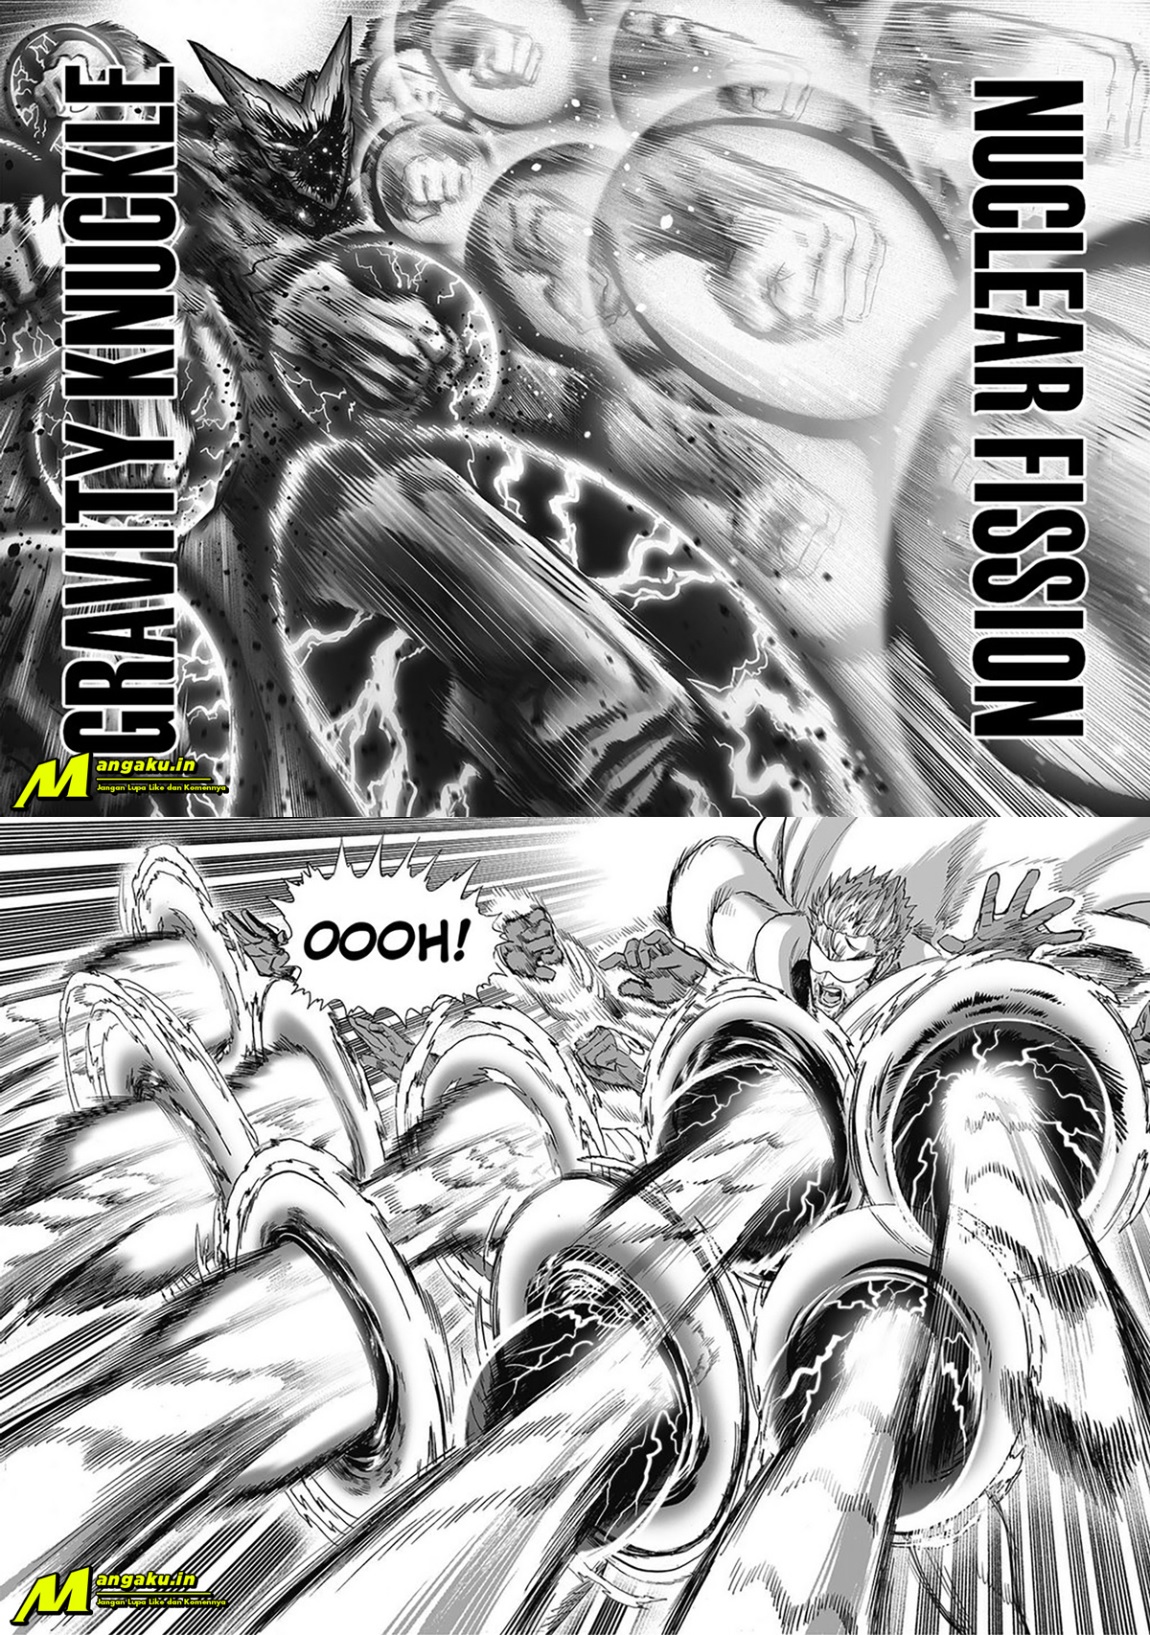 NUCLEAR FISSION
GRAVITY KNUCKLE
Mangaku.in
Jangan Lupa Like dan Komennya
OOOH!
Mangaku.in
Jangan Lupa Like dan Komennya